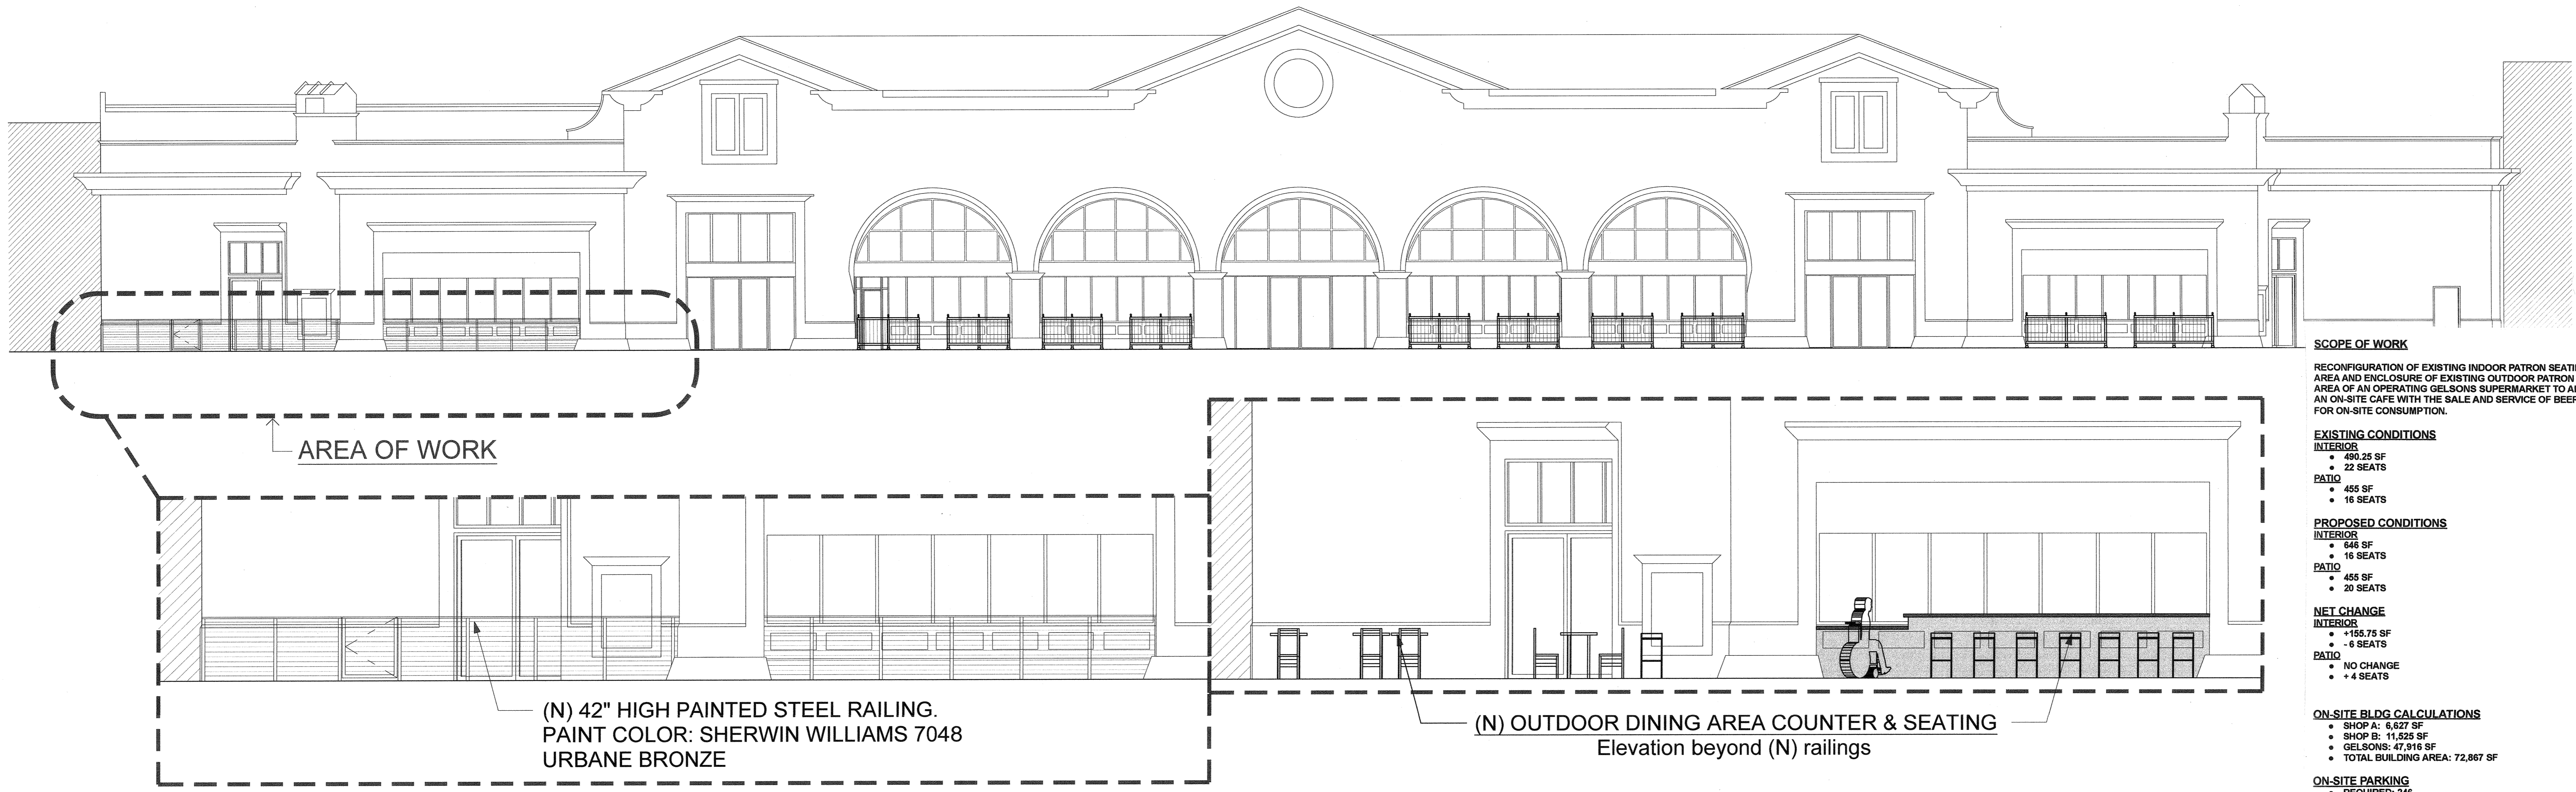 AREA OF WORK
(N) 42" HIGH PAINTED STEEL RAILING.
PAINT COLOR: SHERWIN WILLIAMS 7048
URBANE BRONZE
(N) OUTDOOR DINING AREA COUNTER & SEATING
Elevation beyond (N) railings
SCOPE OF WORK
RECONFIGURATION OF EXISTING INDOOR PATRON
AREA AND ENCLOSURE OF EXISTING OUTDOOR PATRON
AREA OF AN OPERATING GELSONS SUPERMARKET TO
AN ON-SITE CAFE WITH THE SALE AND SERVICE OF BEER
FOR ON-SITE CONSUMPTION.
EXISTING CONDITIONS
INTERIOR
● 490.25 SF
● 22 SEATS
PATIO
● 455 SF
● 16 SEATS
PROPOSED CONDITIONS
INTERIOR
● 646 SF
● 16 SEATS
PATIO
● 455 SF
● 20 SEATS
NET CHANGE
INTERIOR
● +155.75 SF
● - 6 SEATS
PATIO
● NO CHANGE
● + 4 SEATS
ON-SITE BLDG CALCULATIONS
● SHOP A: 6,627 SF
● SHOP B: 11,525 SF
● GELSONS: 47,916 SF
● TOTAL BUILDING AREA: 72,867 SF
ON-SITE PARKING
● REQUIRED: 246